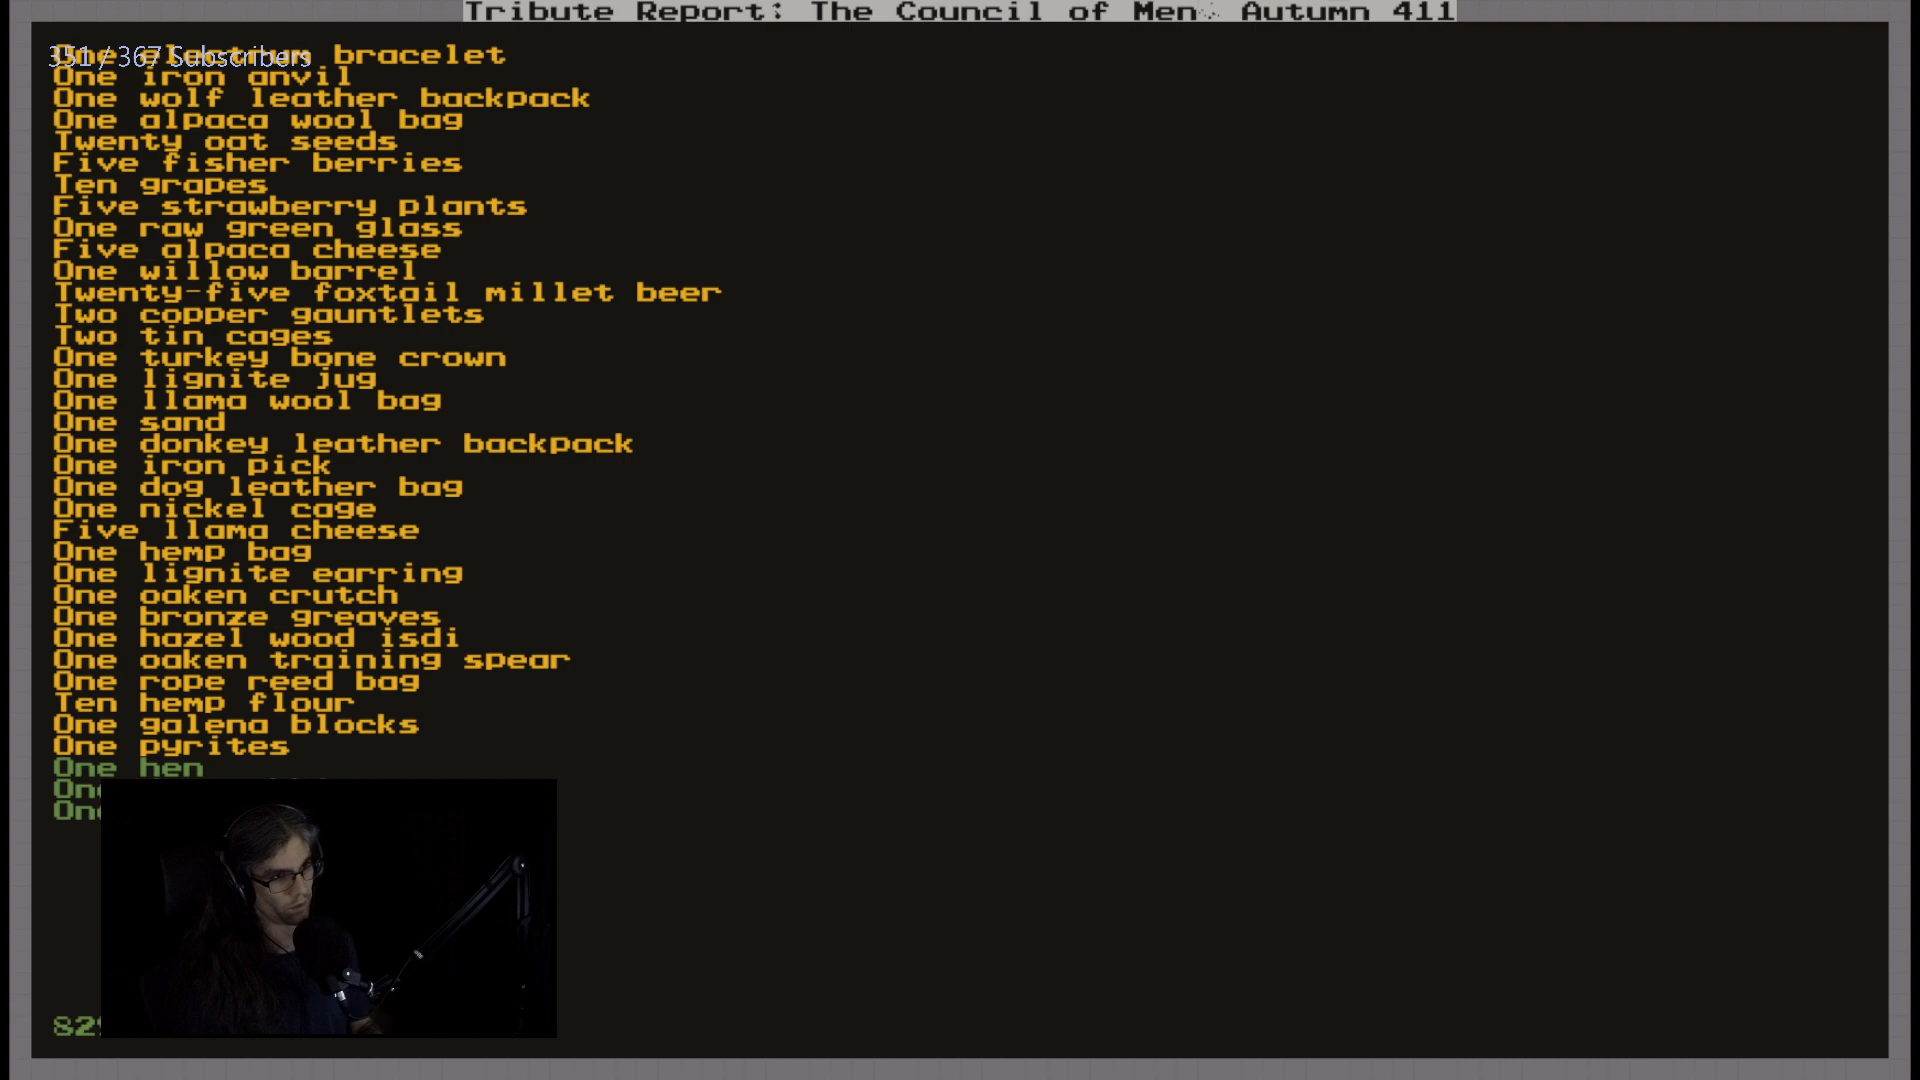 Tribute Report: The Council of Men Autumn 411
351 / 367 Subscribers
One electrum bracelet
One iron anvil
One wolf leather backpack
One alpaca wool bag
Twenty oat seeds
Five fisher berries
Ten grapes
Five strawberry plants
One raw green glass
Five alpaca cheese
One willow barrel
Twenty-five foxtail millet beer
Two copper gauntlets
Two tin cages
One turkey bone crown
One lignite jug
One llama wool bag
One sand
One donkey leather backpack
One iron pick
One dog leather bag
One nickel cage
Five llama cheese
One hemp bag
One lignite earring
One oaken crutch
One bronze greaves
One hazel wood isdi
One oaken training spear
One rope reed bag
Ten hemp flour
One galena blocks
One pyrites
One hen